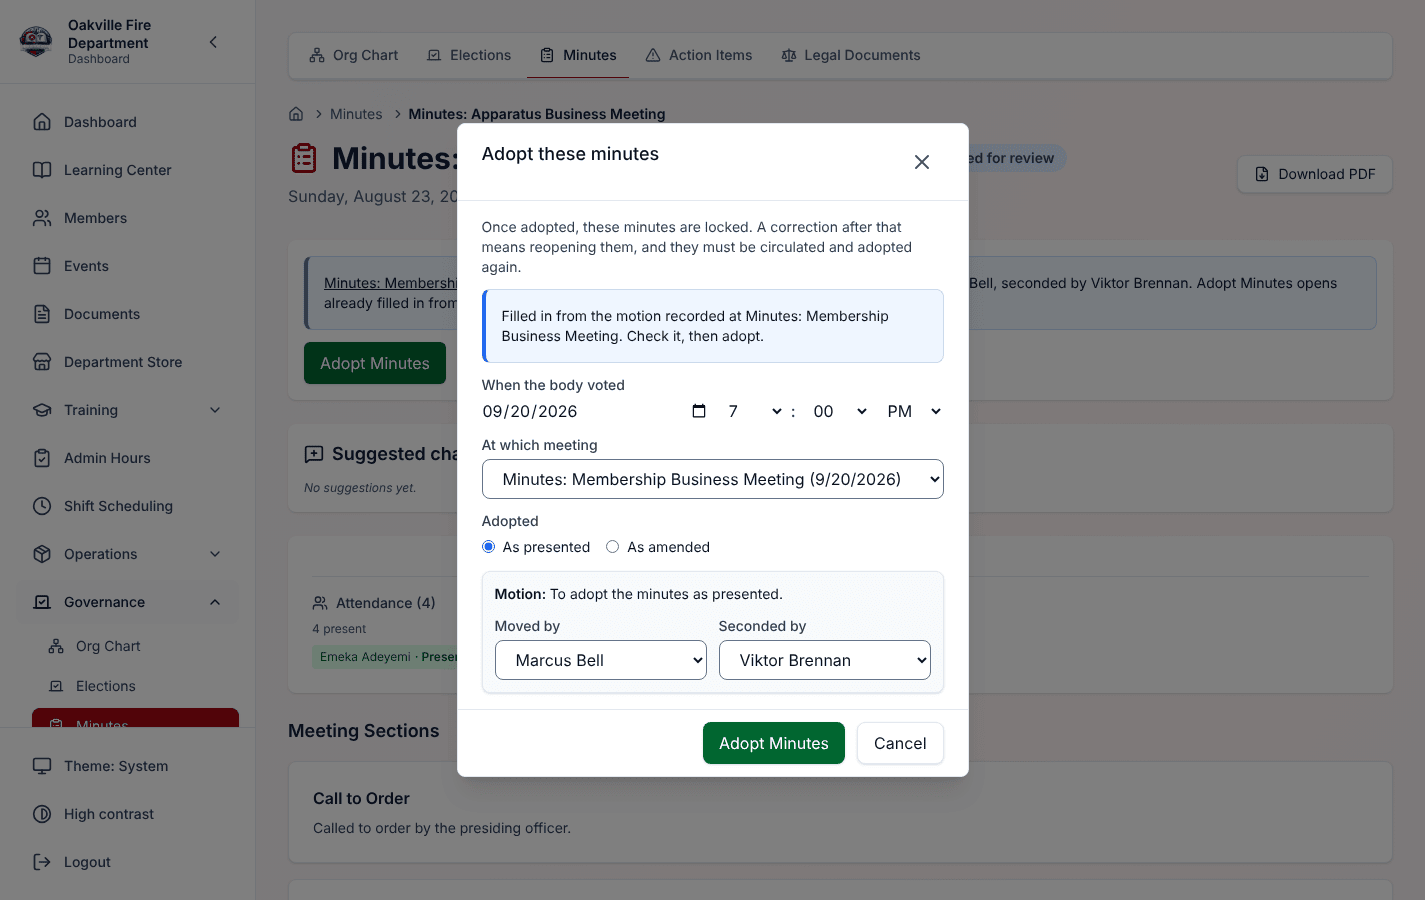 Oakville Fire
Department
Dashboard
Dashboard
Learning Center
Members
Events
Documents
Department Store
Training
Admin Hours
Shift Scheduling
Operations
Governance
Org Chart
Elections
Minutes
Theme: System
High contrast
Logout
Org Chart
Elections
Minutes
Action Items
Legal Documents
Minutes
Minutes: Apparatus Business Meeting
Minutes:
ed for review
Sunday, August 23, 20
Download PDF
Minutes: Membershi
Bell, seconded by Viktor Brennan. Adopt Minutes opens
already filled in from
Adopt Minutes
Suggested cha
No suggestions yet.
Attendance (4)
4 present
Emeka Adeyemi · Presen
Meeting Sections
Call to Order
Called to order by the presiding officer.
Adopt these minutes
Once adopted, these minutes are locked. A correction after that
means reopening them, and they must be circulated and adopted
again.
Filled in from the motion recorded at Minutes: Membership
Business Meeting. Check it, then adopt.
When the body voted
09/20/2026 7 : 00 PM
At which meeting
Minutes: Membership Business Meeting (9/20/2026)
Adopted
As presented As amended
Motion: To adopt the minutes as presented.
Moved by Seconded by
Marcus Bell Viktor Brennan
Adopt Minutes Cancel